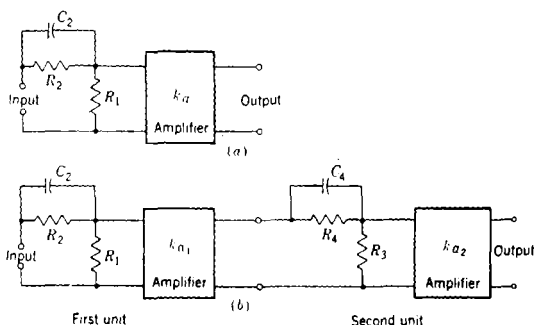 C₂
R₂
Input
R₁
ka
Amplifier
Output
(a)
C₂
R₂
Input
R₁
ka₁
Amplifier
(b)
C₄
R₄
R₃
ka₂
Amplifier
Output
First unit
Second unit